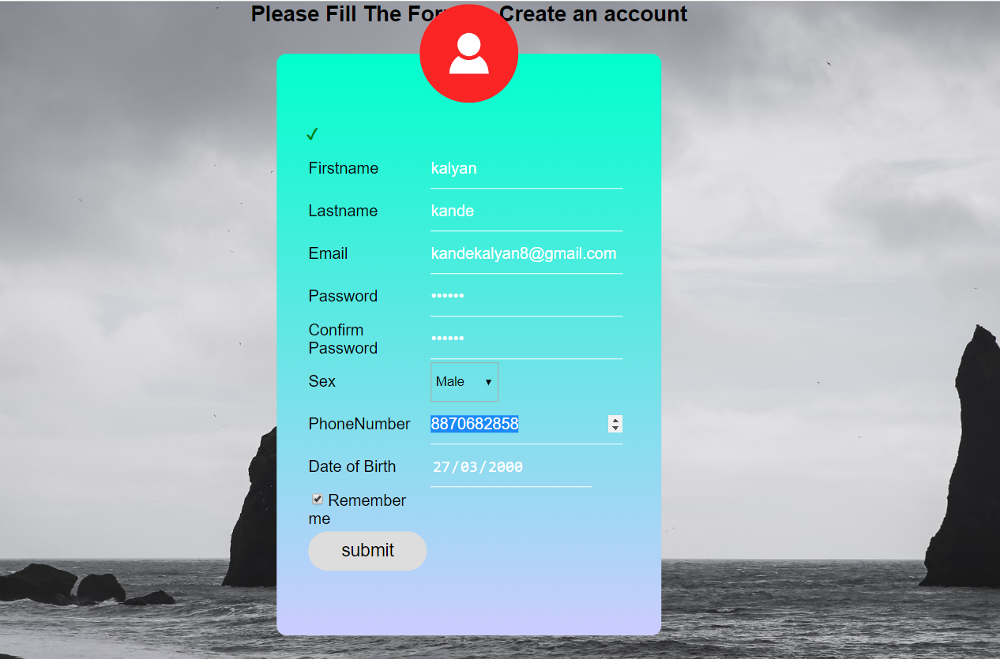 Please Fill The For Create an account
✓
Firstname kalyan
Lastname kande
Email kandekalyan8@gmail.com
Password ••••••
Confirm
Password ••••••
Sex Male
PhoneNumber 8870682858
Date of Birth 27/03/2000
Remember
me
submit